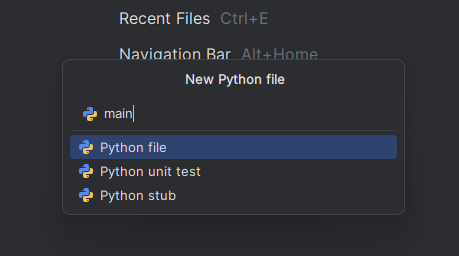 Recent Files Ctrl+E
Navigation Bar Alt+Home
New Python file
main
Python file
Python unit test
Python stub